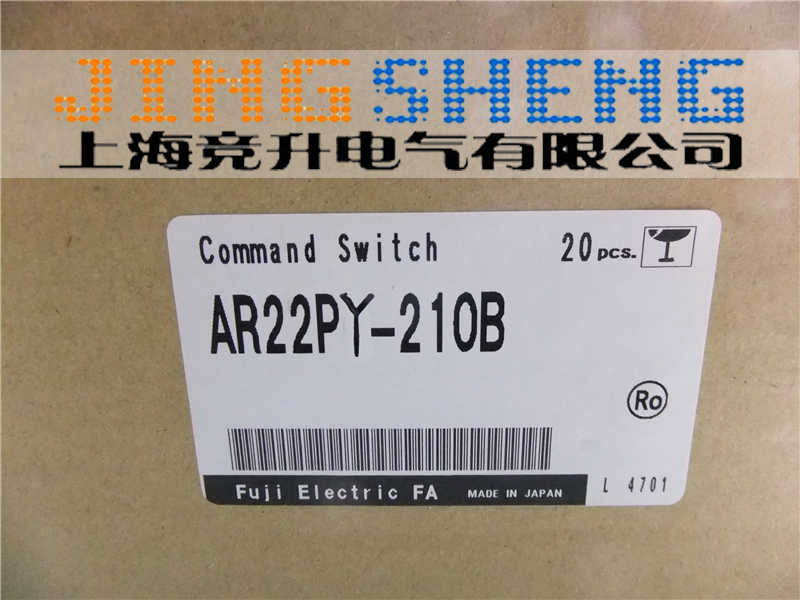 JINGSHENG
上海竞升电气有限公司
Command Switch 20 pcs.
AR22PY-210B
Ro
Fuji Electric FA MADE IN JAPAN L 4701